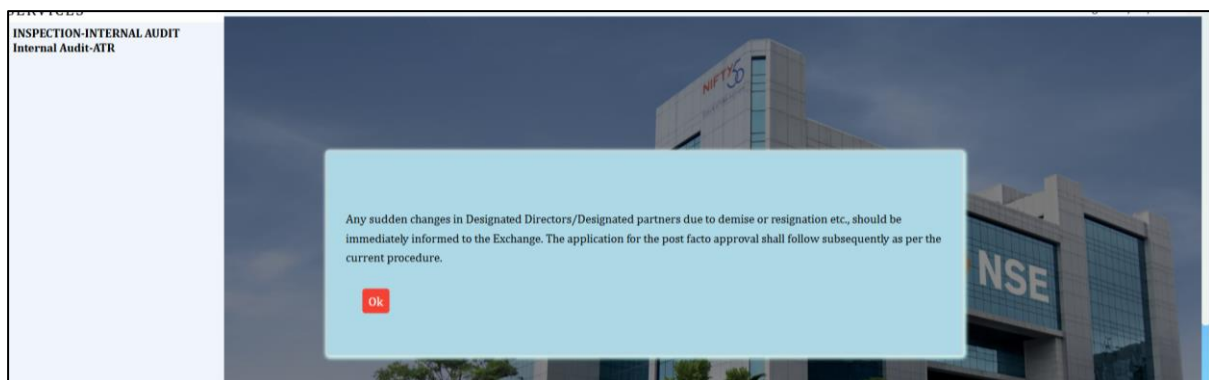 SERVICES
INSPECTION-INTERNAL AUDIT
Internal Audit-ATR
NIFTY50
Any sudden changes in Designated Directors/Designated partners due to demise or resignation etc., should be
immediately informed to the Exchange. The application for the post facto approval shall follow subsequently as per the
current procedure.
NSE
Ok